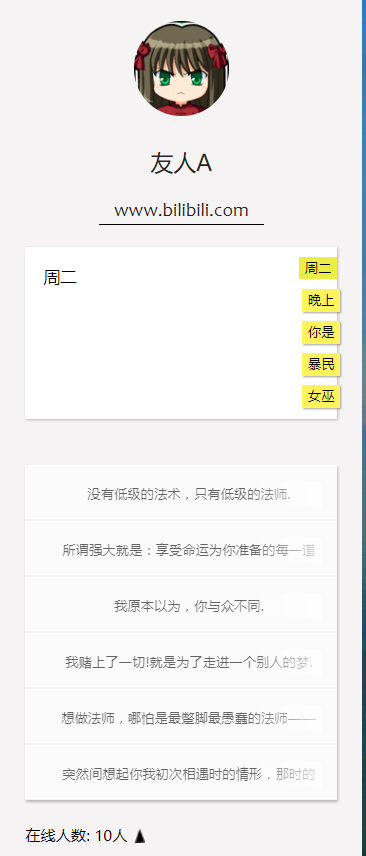 友人A
www.bilibili.com
周二
周二
晚上
你是
暴民
女巫
没有低级的法术，只有低级的法师.
所谓强大就是：享受命运为你准备的每一道
我原本以为，你与众不同.
我赌上了一切!就是为了走进一个别人的梦.
想做法师，哪怕是最蹩脚最愚蠢的法师——
突然间想起你我初次相遇时的情形，那时的
在线人数: 10人